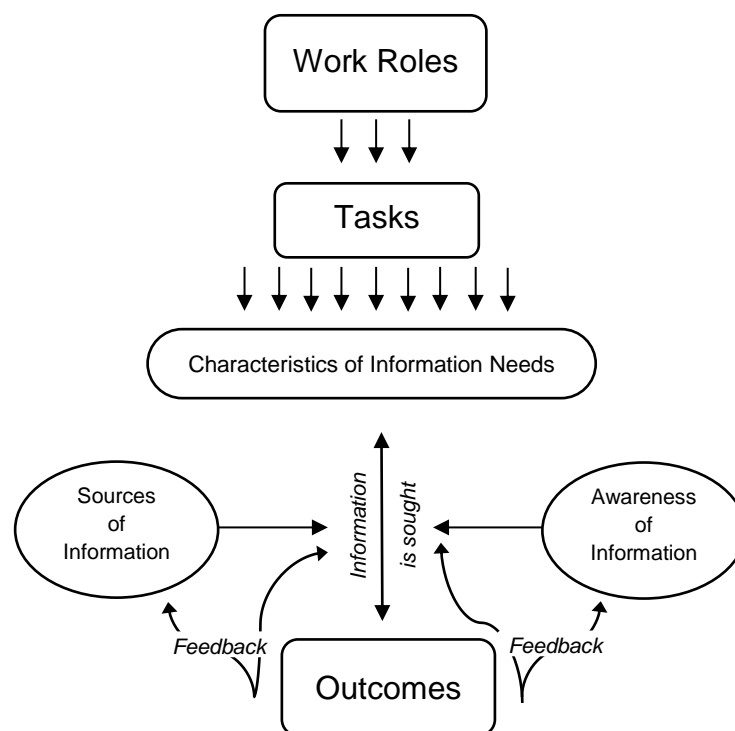 Work Roles
Tasks
Characteristics of Information Needs
Sources
of
Information
Information
is sought
Awareness
of
Information
Feedback
Feedback
Outcomes